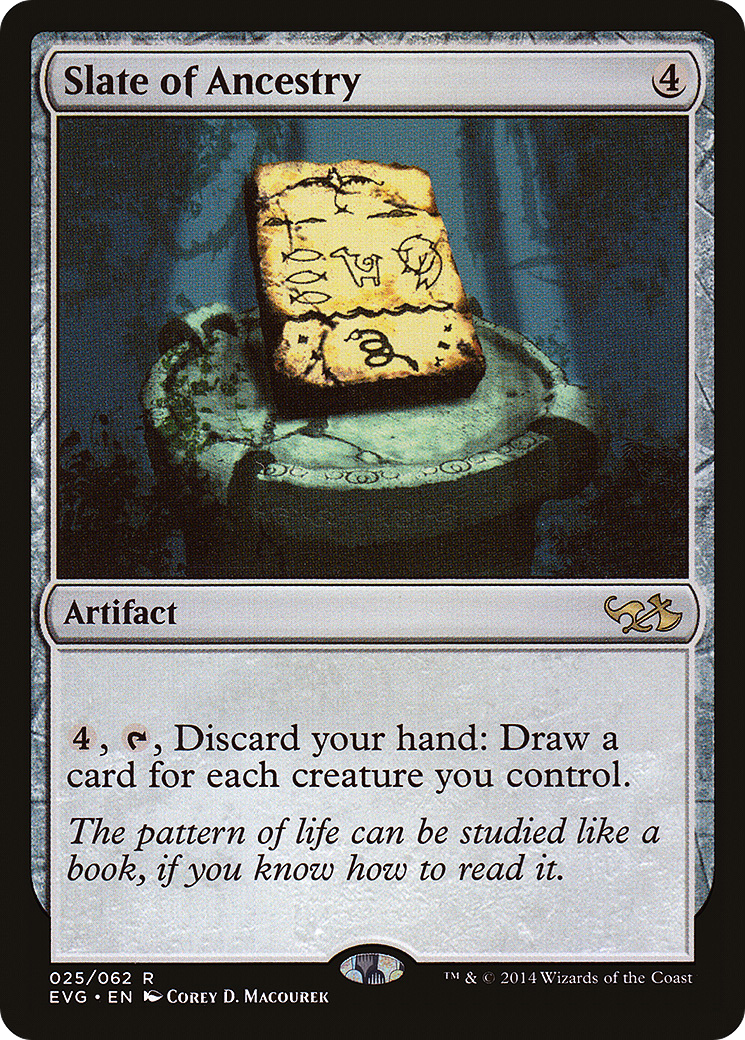 Slate of Ancestry 4
Artifact
4, , Discard your hand: Draw a
card for each creature you control.
The pattern of life can be studied like a
book, if you know how to read it.
025/062 R ™ & © 2014 Wizards of the Coast
EVG • EN Corey D. Macourek